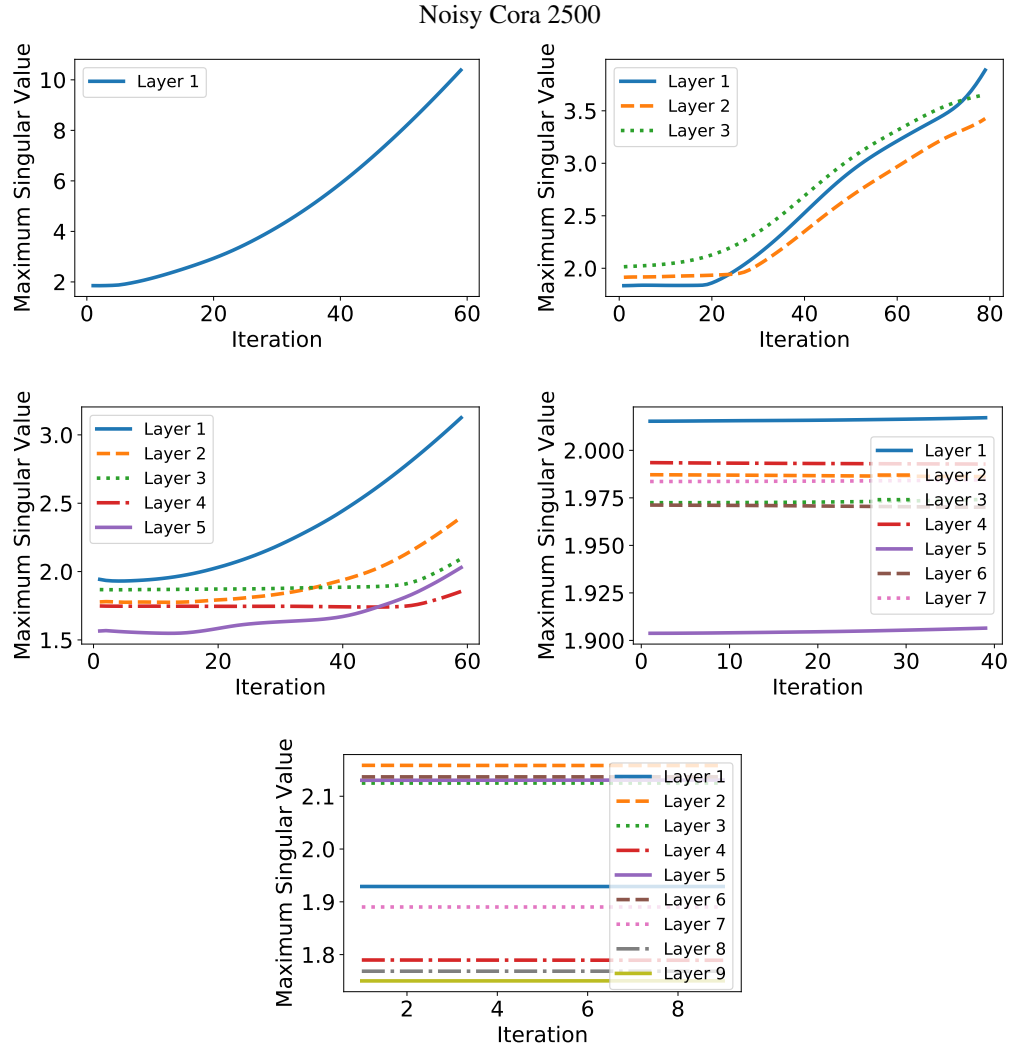 Noisy Cora 2500
Maximum Singular Value
10
8
6
4
2
Layer 1
0
20
40
60
Iteration
Maximum Singular Value
3.5
3.0
2.5
2.0
Layer 1
Layer 2
Layer 3
0
20
40
60
80
Iteration
Maximum Singular Value
3.0
2.5
2.0
1.5
Layer 1
Layer 2
Layer 3
Layer 4
Layer 5
0
20
40
60
Iteration
Maximum Singular Value
2.000
1.975
1.950
1.925
1.900
Layer 1
Layer 2
Layer 3
Layer 4
Layer 5
Layer 6
Layer 7
0
10
20
30
40
Iteration
Maximum Singular Value
2.1
2.0
1.9
1.8
Layer 1
Layer 2
Layer 3
Layer 4
Layer 5
Layer 6
Layer 7
Layer 8
Layer 9
2
4
6
8
Iteration